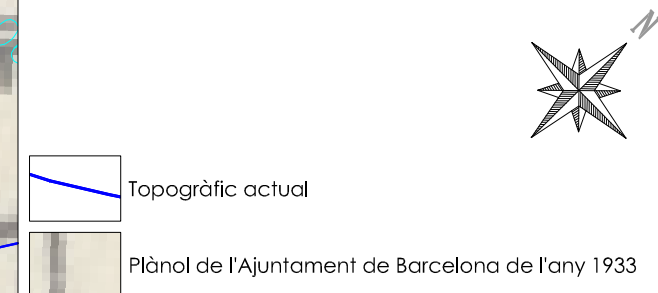 N
Topogràfic actual
Plànol de l'Ajuntament de Barcelona de l'any 1933